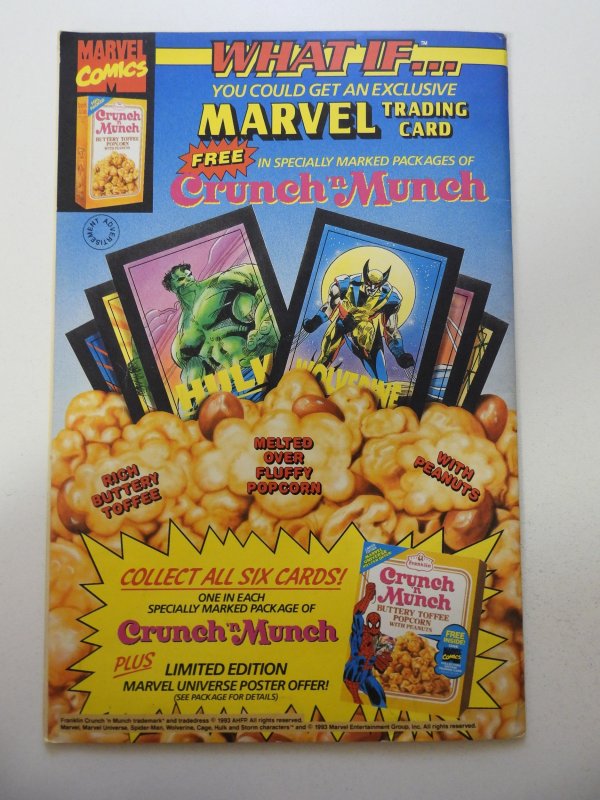 MARVEL
COMICS
M
WHAT IF...™
YOU COULD GET AN EXCLUSIVE
MARVEL TRADING CARD
FREE IN SPECIALLY MARKED PACKAGES OF
Crunch 'n Munch
Crunch 'n Munch
BUTTERY TOFFEE
POPCORN
WITH PEANUTS
ADVERTISEMENT
HULK
WOLVERINE
RICH
BUTTERY
TOFFEE
MELTED
OVER
FLUFFY
POPCORN
WITH
PEANUTS
COLLECT ALL SIX CARDS!
ONE IN EACH
SPECIALLY MARKED PACKAGE OF
Crunch 'n Munch
PLUS LIMITED EDITION
MARVEL UNIVERSE POSTER OFFER!
(SEE PACKAGE FOR DETAILS)
Franklin
Crunch 'n Munch
BUTTERY TOFFEE
POPCORN
WITH PEANUTS
FREE
INSIDE!
COMICS
Franklin Crunch 'n Munch trademark and tradedress © 1993 AHFP. All rights reserved.
Marvel, Marvel Universe, Spider-Man, Wolverine, Cage, Hulk and Storm characters™ and © 1993 Marvel Entertainment Group, Inc. All rights reserved.